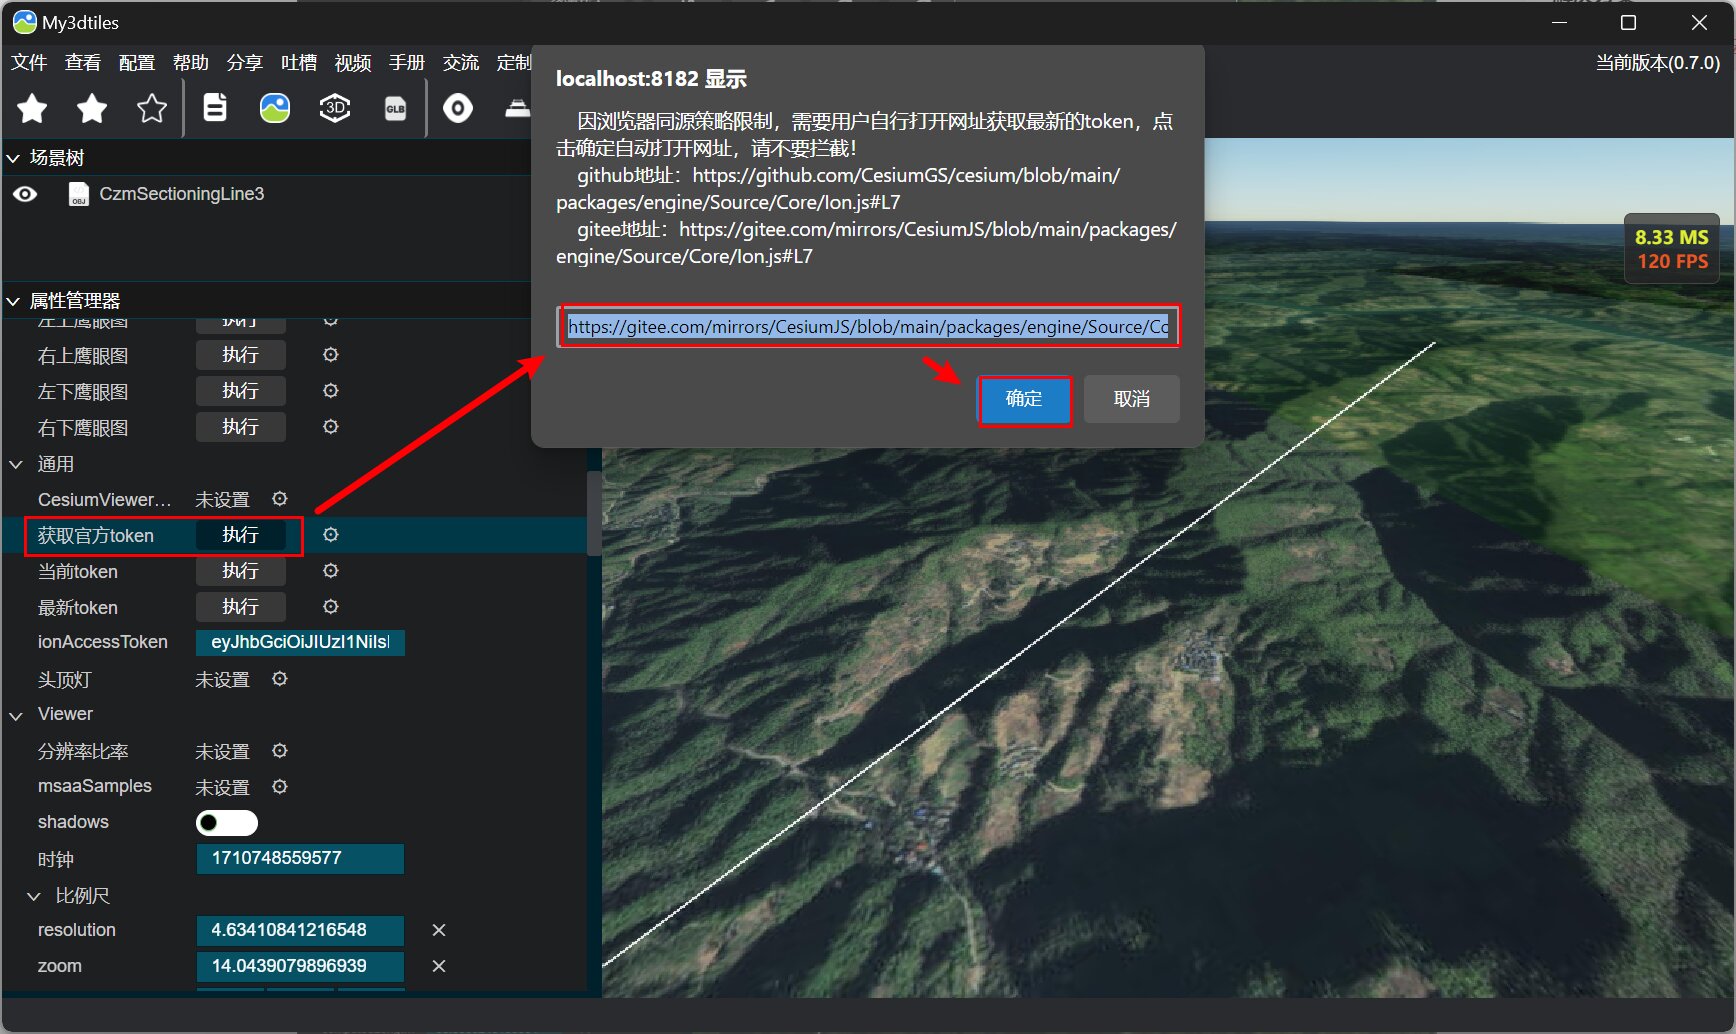 My3dtiles
文件 查看 配置 帮助 分享 吐槽 视频 手册 交流 定制
当前版本(0.7.0)
3D
GLB
localhost:8182 显示
因浏览器同源策略限制，需要用户自行打开网址获取最新的token，点
击确定自动打开网址，请不要拦截！
github地址：https://github.com/CesiumGS/cesium/blob/main/
packages/engine/Source/Core/Ion.js#L7
gitee地址：https://gitee.com/mirrors/CesiumJS/blob/main/packages/
engine/Source/Core/Ion.js#L7
https://gitee.com/mirrors/CesiumJS/blob/main/packages/engine/Source/Co
确定 取消
8.33 MS
120 FPS
场景树
OBJ CzmSectioningLine3
属性管理器
左上鹰眼图 执行
右上鹰眼图 执行
左下鹰眼图 执行
右下鹰眼图 执行
通用
CesiumViewer... 未设置
获取官方token 执行
当前token 执行
最新token 执行
ionAccessToken eyJhbGciOiJIUzI1NiIsI
头顶灯 未设置
Viewer
分辨率比率 未设置
msaaSamples 未设置
shadows
时钟 1710748559577
比例尺
resolution 4.63410841216548
zoom 14.0439079896939